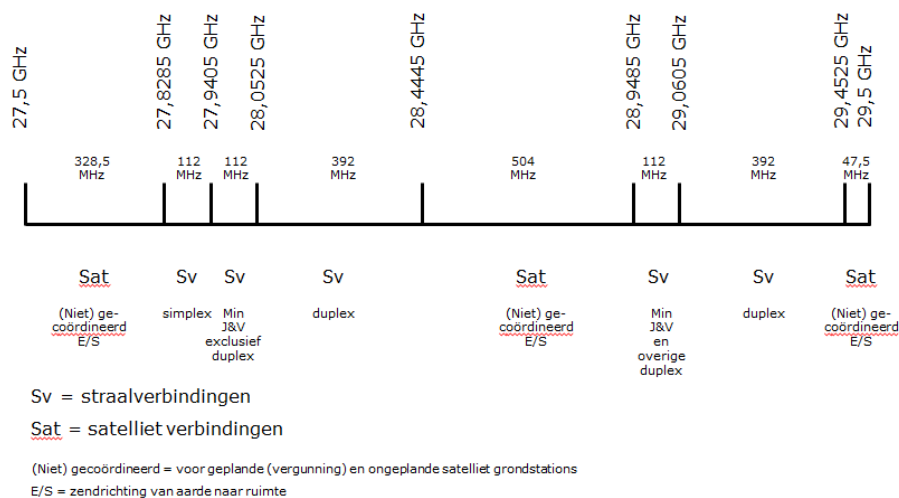 27,5 GHz
27,8285 GHz
27,9405 GHz
28,0525 GHz
28,4445 GHz
28,9485 GHz
29,0605 GHz
29,4525 GHz
29,5 GHz
328,5
MHz
112
MHz
112
MHz
392
MHz
504
MHz
112
MHz
392
MHz
47,5
MHz
Sat
Sv
Sv
Sv
Sat
Sv
Sv
Sat
(Niet) ge-
coördineerd
E/S
simplex
Min
J&V
exclusief
duplex
duplex
(Niet) ge-
coördineerd
E/S
Min
J&V
en
overige
duplex
duplex
(Niet) ge-
coördineerd
E/S
Sv = straalverbindingen
Sat = satelliet verbindingen
(Niet) gecoördineerd = voor geplande (vergunning) en ongeplande satelliet grondstations
E/S = zendrichting van aarde naar ruimte